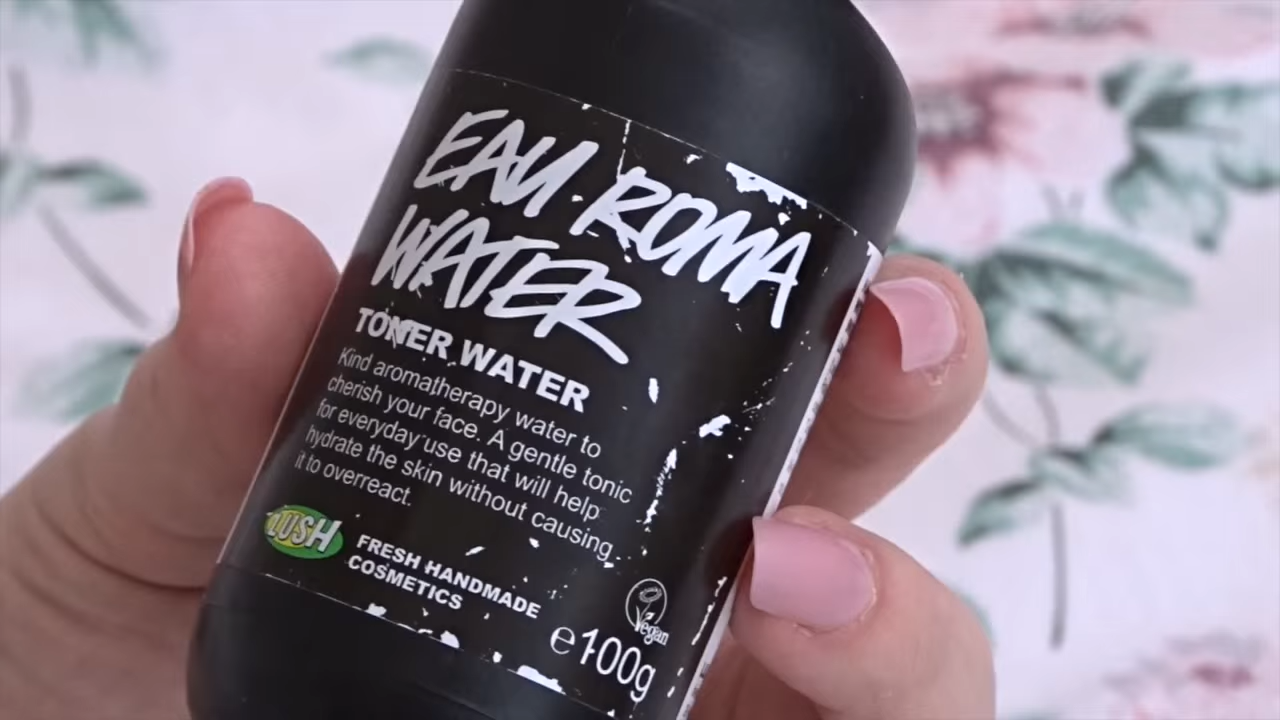 EAU ROMA
WATER
TONER WATER
Kind aromatherapy water to
cherish your face. A gentle tonic
for everyday use that will help
hydrate the skin without causing
it to overreact.
LUSH
FRESH HANDMADE
COSMETICS
Vegan
℮100g